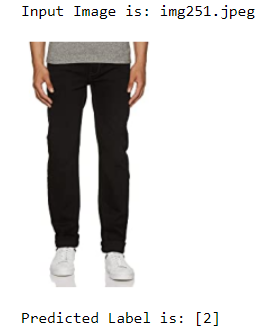 Input Image is: img251.jpeg
Predicted Label is: [2]